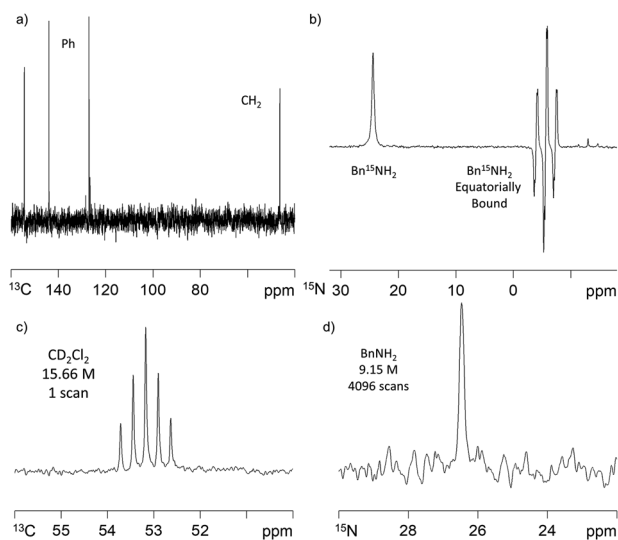 a)
Ph
CH₂
¹³C 140 120 100 80 ppm
b)
Bn¹⁵NH₂
Bn¹⁵NH₂
Equatorially
Bound
¹⁵N 30 20 10 0 ppm
c)
CD₂Cl₂
15.66 M
1 scan
¹³C 55 54 53 52 ppm
d)
BnNH₂
9.15 M
4096 scans
¹⁵N 28 26 24 ppm